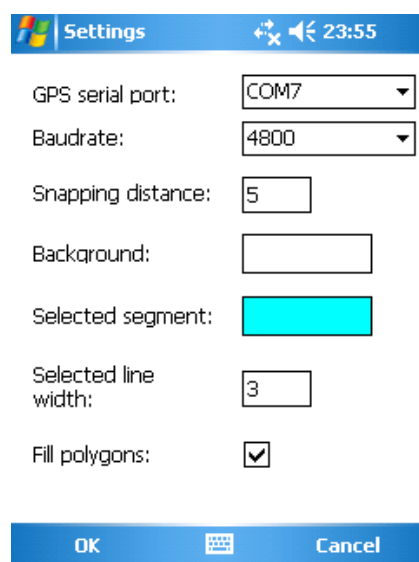 Settings 23:55
GPS serial port: COM7
Baudrate: 4800
Snapping distance: 5
Background:
Selected segment:
Selected line
width: 3
Fill polygons:
OK Cancel